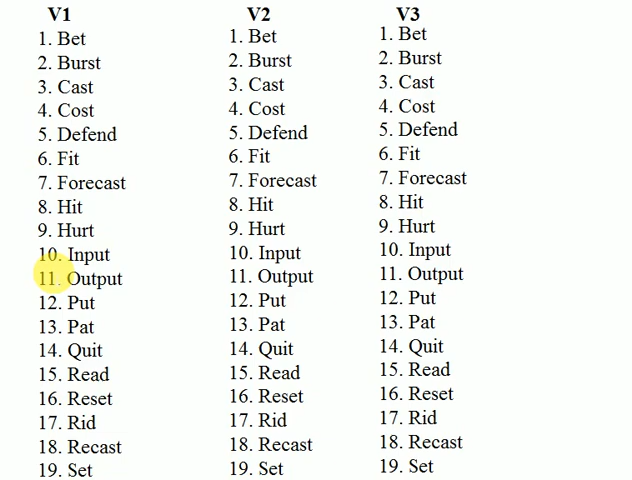 V1 V2 V3
1. Bet 1. Bet 1. Bet
2. Burst 2. Burst 2. Burst
3. Cast 3. Cast 3. Cast
4. Cost 4. Cost 4. Cost
5. Defend 5. Defend 5. Defend
6. Fit 6. Fit 6. Fit
7. Forecast 7. Forecast 7. Forecast
8. Hit 8. Hit 8. Hit
9. Hurt 9. Hurt 9. Hurt
10. Input 10. Input 10. Input
11. Output 11. Output 11. Output
12. Put 12. Put 12. Put
13. Pat 13. Pat 13. Pat
14. Quit 14. Quit 14. Quit
15. Read 15. Read 15. Read
16. Reset 16. Reset 16. Reset
17. Rid 17. Rid 17. Rid
18. Recast 18. Recast 18. Recast
19. Set 19. Set 19. Set